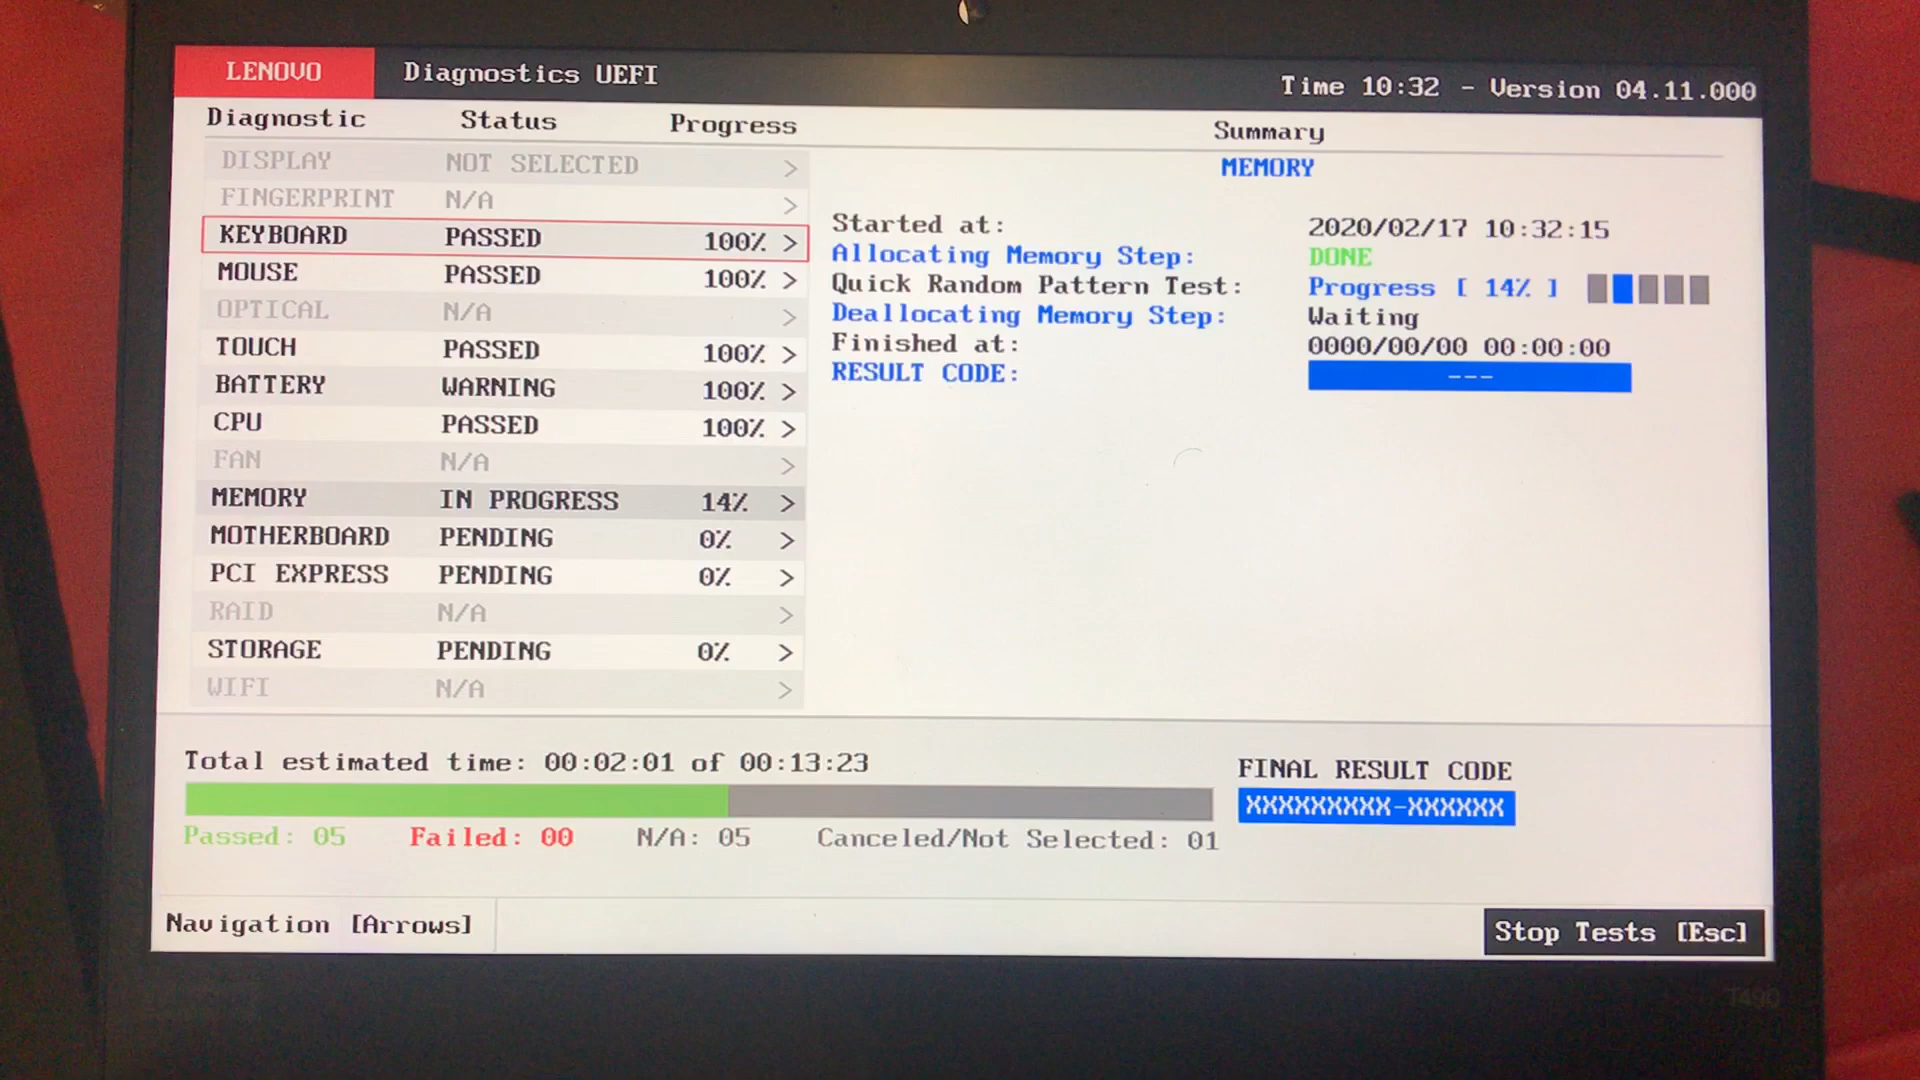 LENOVO Diagnostics UEFI Time 10:32 - Version 04.11.000
Diagnostic Status Progress Summary
MEMORY
DISPLAY NOT SELECTED >
FINGERPRINT N/A >
KEYBOARD PASSED 100% >
MOUSE PASSED 100% >
OPTICAL N/A >
TOUCH PASSED 100% >
BATTERY WARNING 100% >
CPU PASSED 100% >
FAN N/A >
MEMORY IN PROGRESS 14% >
MOTHERBOARD PENDING 0% >
PCI EXPRESS PENDING 0% >
RAID N/A >
STORAGE PENDING 0% >
WIFI N/A >
Started at: 2020/02/17 10:32:15
Allocating Memory Step: DONE
Quick Random Pattern Test: Progress [ 14% ]
Deallocating Memory Step: Waiting
Finished at: 0000/00/00 00:00:00
RESULT CODE: ---
Total estimated time: 00:02:01 of 00:13:23
FINAL RESULT CODE
XXXXXXXXX-XXXXXX
Passed: 05 Failed: 00 N/A: 05 Canceled/Not Selected: 01
Navigation [Arrows] Stop Tests [Esc]
T490